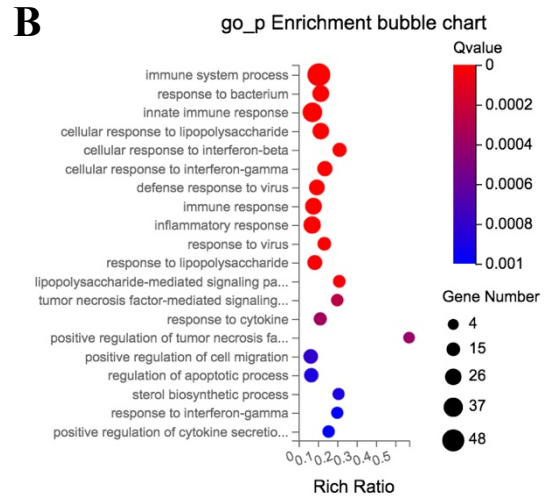 B
go_p Enrichment bubble chart
immune system process
response to bacterium
innate immune response
cellular response to lipopolysaccharide
cellular response to interferon-beta
cellular response to interferon-gamma
defense response to virus
immune response
inflammatory response
response to virus
response to lipopolysaccharide
lipopolysaccharide-mediated signaling pa...
tumor necrosis factor-mediated signaling...
response to cytokine
positive regulation of tumor necrosis fa...
positive regulation of cell migration
regulation of apoptotic process
sterol biosynthetic process
response to interferon-gamma
positive regulation of cytokine secretio...
0 0.1 0.2 0.3 0.4 0.5
Rich Ratio
Qvalue
0
0.0002
0.0004
0.0006
0.0008
0.001
Gene Number
4
15
26
37
48